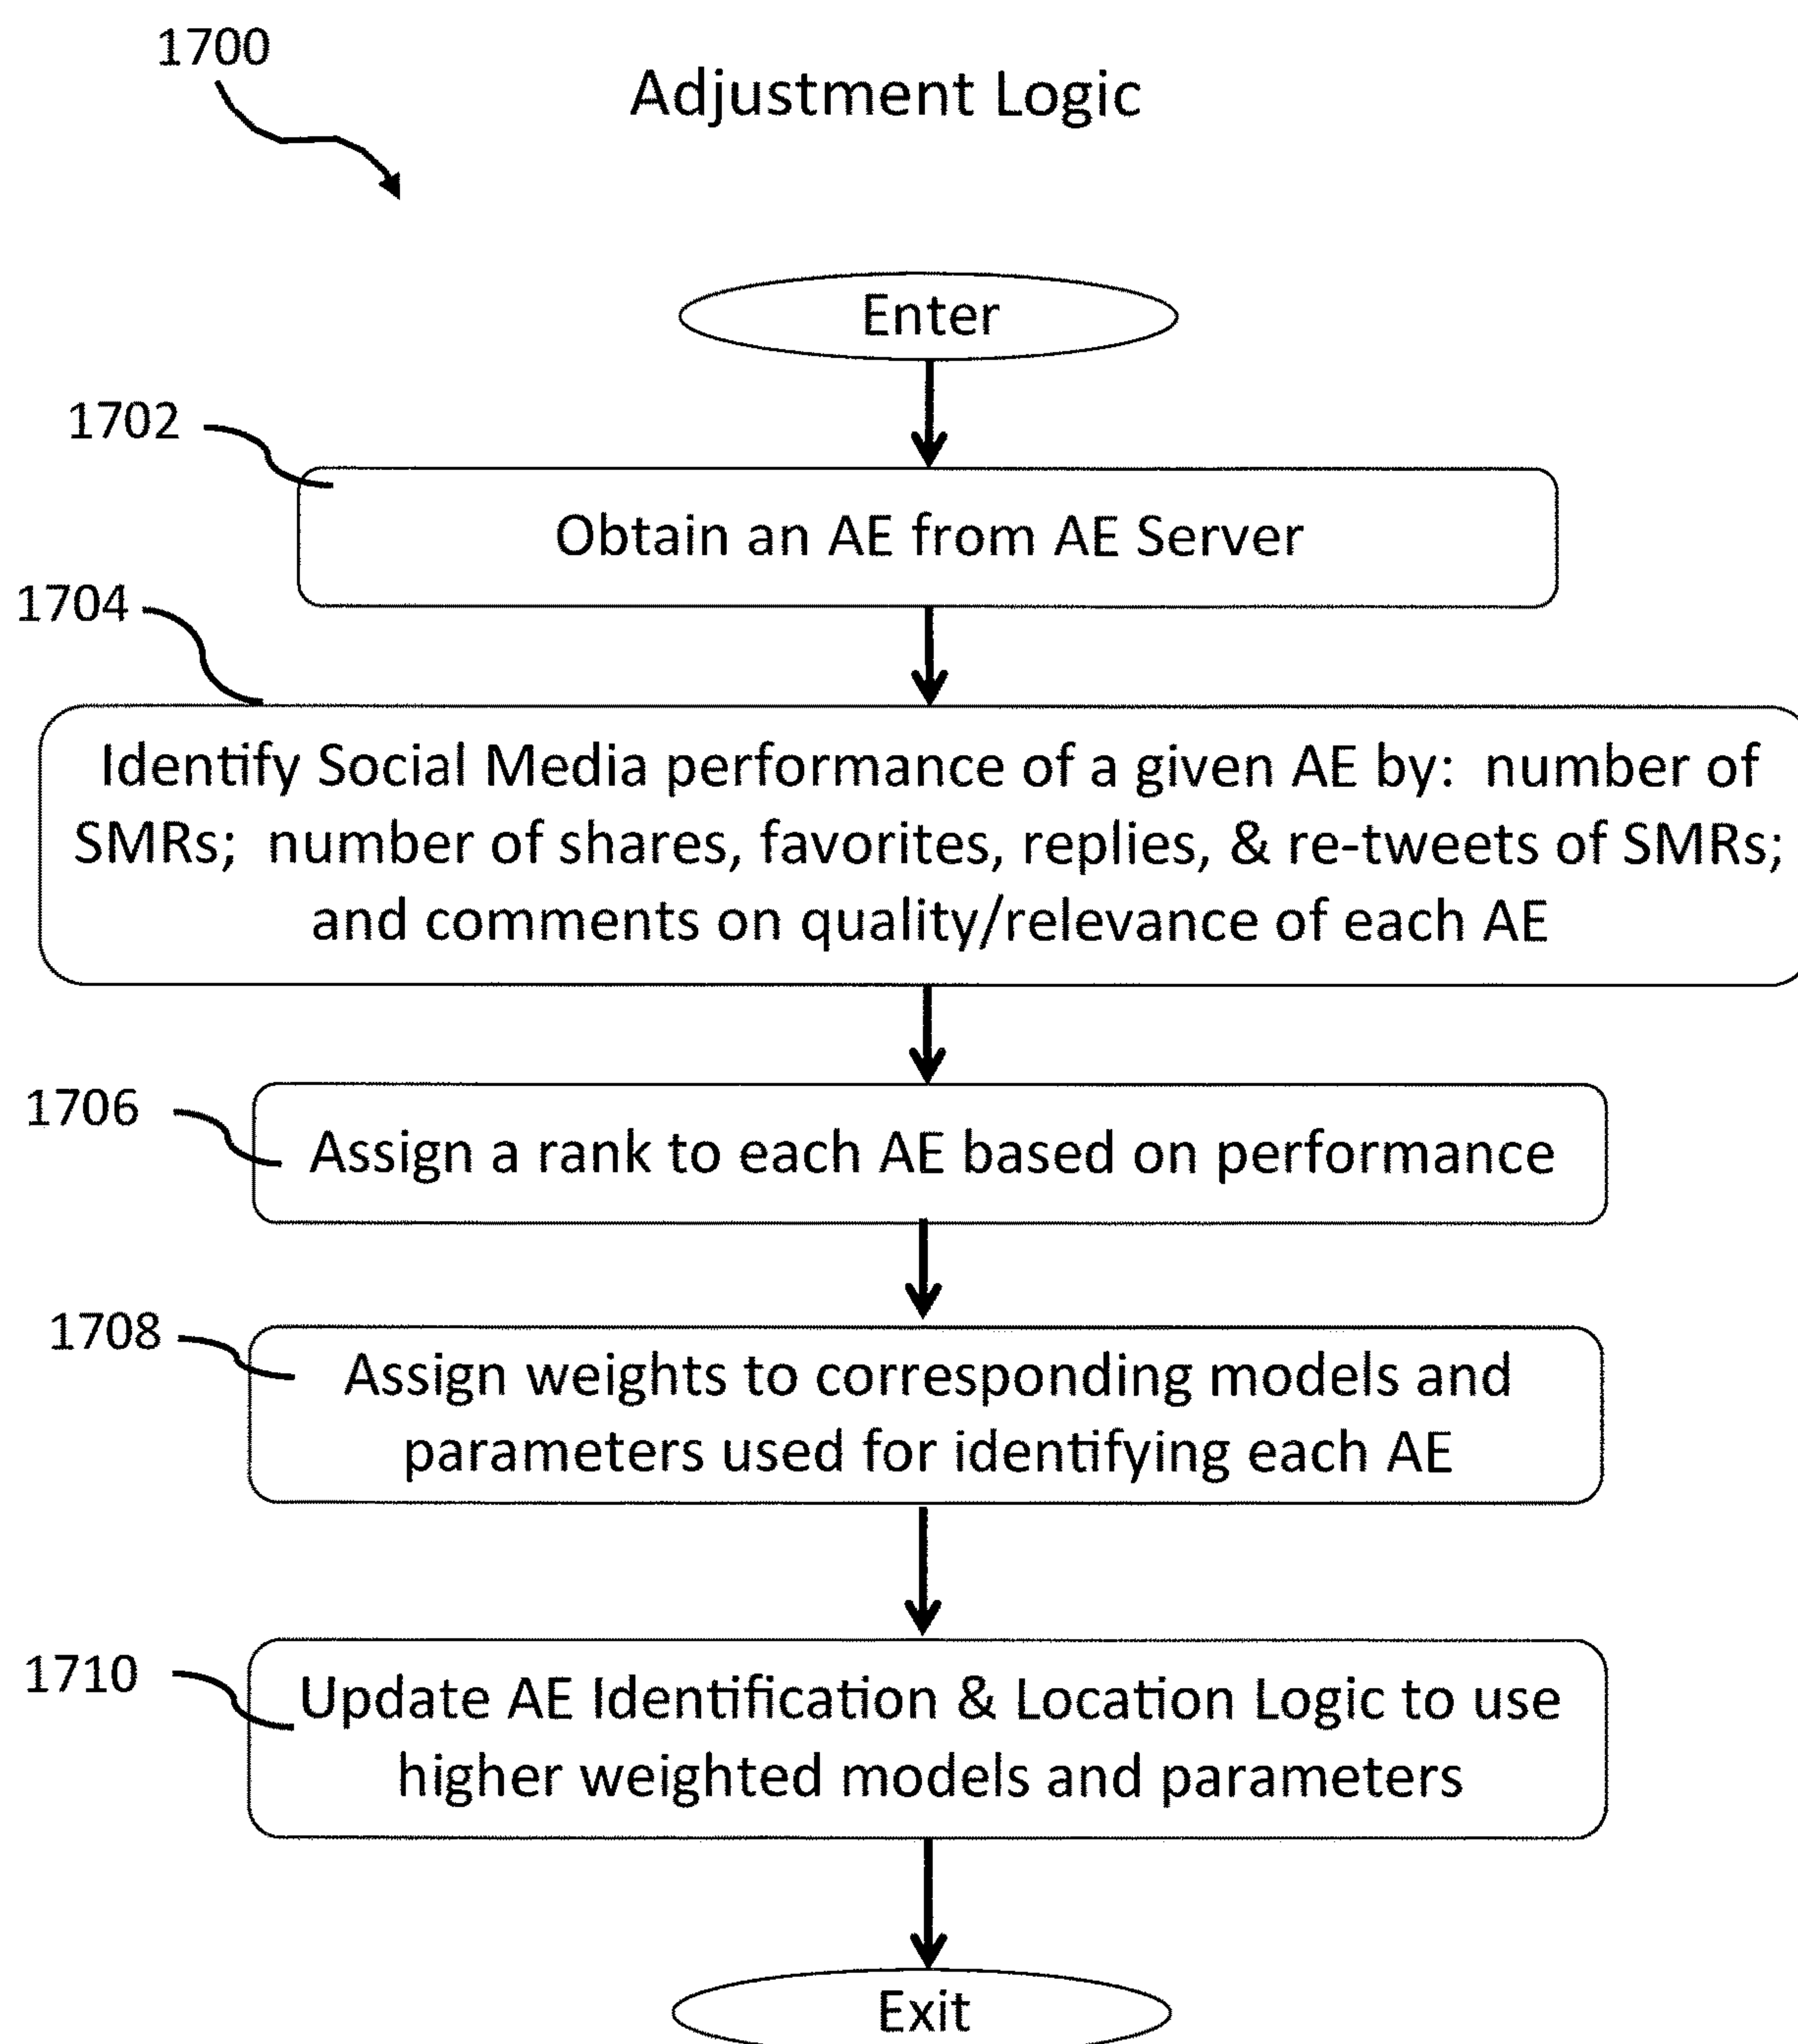 1700
Adjustment Logic
Enter
1702
Obtain an AE from AE Server
1704
Identify Social Media performance of a given AE by:  number of
SMRs;  number of shares, favorites, replies, & re-tweets of SMRs;
and comments on quality/relevance of each AE
1706
Assign a rank to each AE based on performance
1708
Assign weights to corresponding models and
parameters used for identifying each AE
1710
Update AE Identification & Location Logic to use
higher weighted models and parameters
Exit